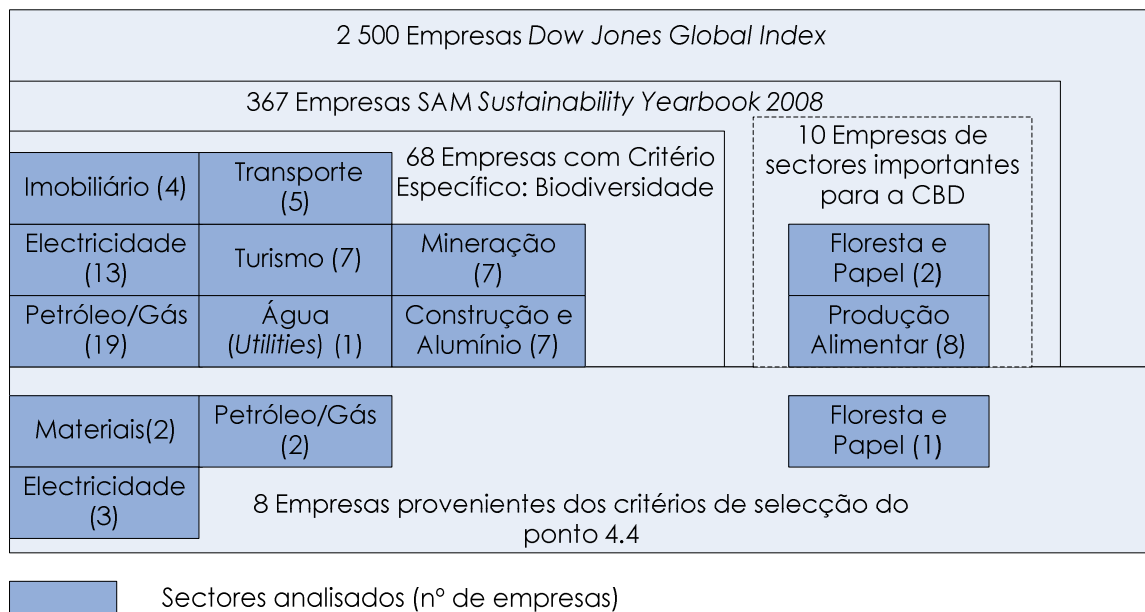 2 500 Empresas Dow Jones Global Index
367 Empresas SAM Sustainability Yearbook 2008
68 Empresas com Critério
Específico: Biodiversidade
10 Empresas de
sectores importantes
para a CBD
Imobiliário (4)
Transporte
(5)
Electricidade
(13)
Turismo (7)
Mineração
(7)
Floresta e
Papel (2)
Petróleo/Gás
(19)
Água
(Utilities) (1)
Construção e
Alumínio (7)
Produção
Alimentar (8)
Materiais(2)
Petróleo/Gás
(2)
Floresta e
Papel (1)
Electricidade
(3)
8 Empresas provenientes dos critérios de selecção do
ponto 4.4
Sectores analisados (nº de empresas)